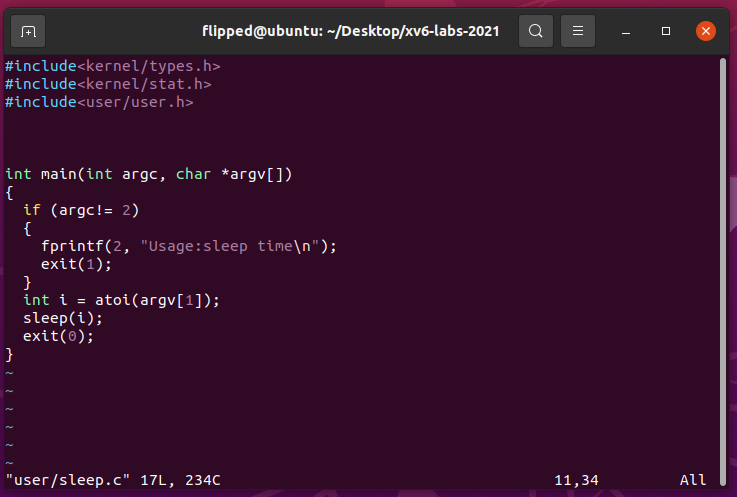 flipped@ubuntu: ~/Desktop/xv6-labs-2021
#include<kernel/types.h>
#include<kernel/stat.h>
#include<user/user.h>
int main(int argc, char *argv[])
{
  if (argc!= 2)
  {
    fprintf(2, "Usage:sleep time\n");
    exit(1);
  }
  int i = atoi(argv[1]);
  sleep(i);
  exit(0);
}
~
~
~
~
~
~
"user/sleep.c" 17L, 234C 11,34 All